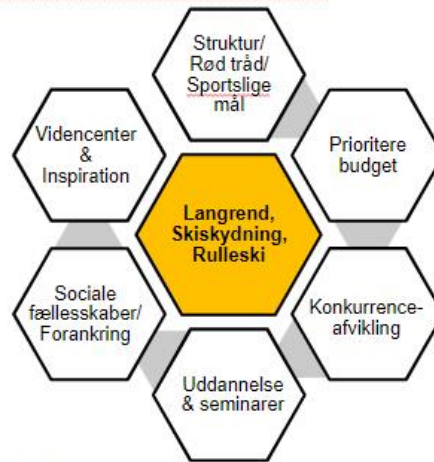 Struktur/
Rød tråd/
Sportslige
mål
Prioritere
budget
Konkurrence-
afvikling
Uddannelse
& seminarer
Sociale
fællesskaber/
Forankring
Videncenter
&
Inspiration
Langrend,
Skiskydning,
Rulleski